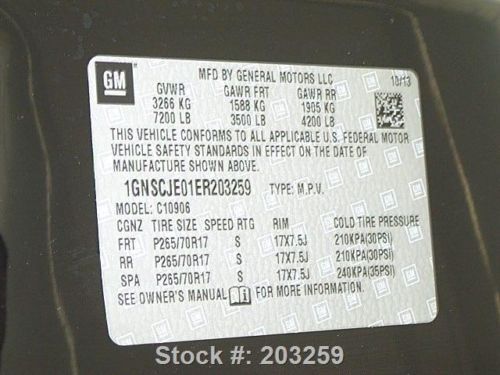 GM
MFD BY GENERAL MOTORS LLC
10/13
GVWR GAWR FRT GAWR RR
3266 KG 1588 KG 1905 KG
7200 LB 3500 LB 4200 LB
THIS VEHICLE CONFORMS TO ALL APPLICABLE U.S. FEDERAL MOTOR
VEHICLE SAFETY STANDARDS IN EFFECT ON THE DATE OF
MANUFACTURE SHOWN ABOVE.
1GNSCJE01ER203259 TYPE: M.P.V.
MODEL: C10906
CGNZ TIRE SIZE SPEED RTG RIM COLD TIRE PRESSURE
FRT P265/70R17 S 17X7.5J 210KPA(30PSI)
RR P265/70R17 S 17X7.5J 210KPA(30PSI)
SPA P265/70R17 S 17X7.5J 240KPA(35PSI)
SEE OWNER'S MANUAL FOR MORE INFORMATION.
Stock #: 203259